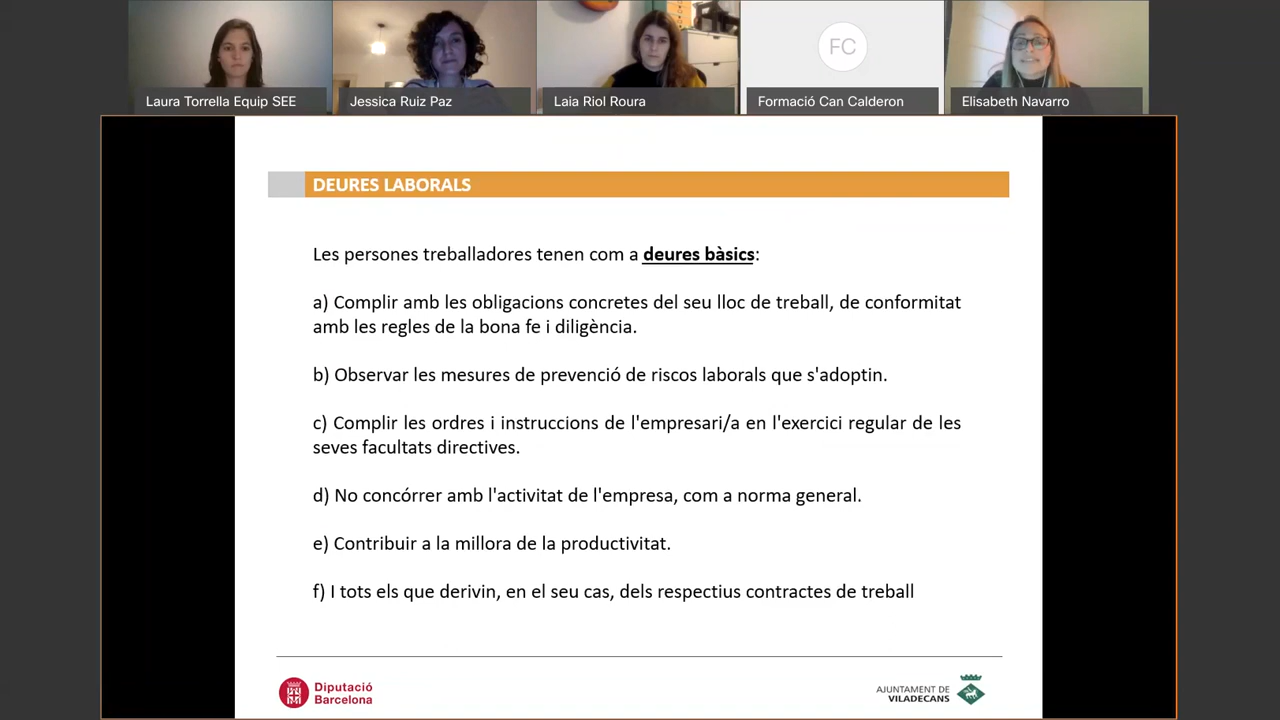 FC
Laura Torrella Equip SEE
Jessica Ruiz Paz
Laia Riol Roura
Formació Can Calderon
Elisabeth Navarro
DEURES LABORALS
Les persones treballadores tenen com a deures bàsics:
a) Complir amb les obligacions concretes del seu lloc de treball, de conformitat
amb les regles de la bona fe i diligència.
b) Observar les mesures de prevenció de riscos laborals que s'adoptin.
c) Complir les ordres i instruccions de l'empresari/a en l'exercici regular de les
seves facultats directives.
d) No concórrer amb l'activitat de l'empresa, com a norma general.
e) Contribuir a la millora de la productivitat.
f) I tots els que derivin, en el seu cas, dels respectius contractes de treball
Diputació
Barcelona
AJUNTAMENT DE
VILADECANS